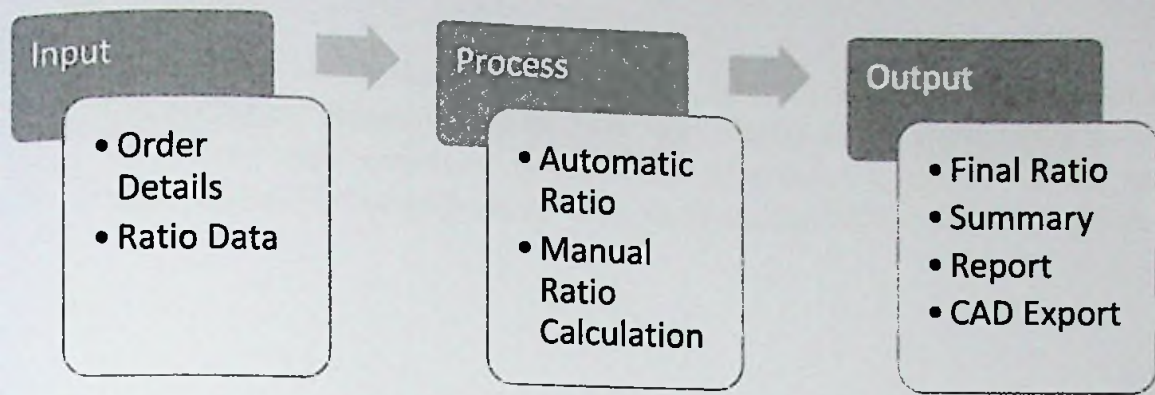 Input
• Order
Details
• Ratio Data
Process
• Automatic
Ratio
• Manual
Ratio
Calculation
Output
• Final Ratio
• Summary
• Report
• CAD Export